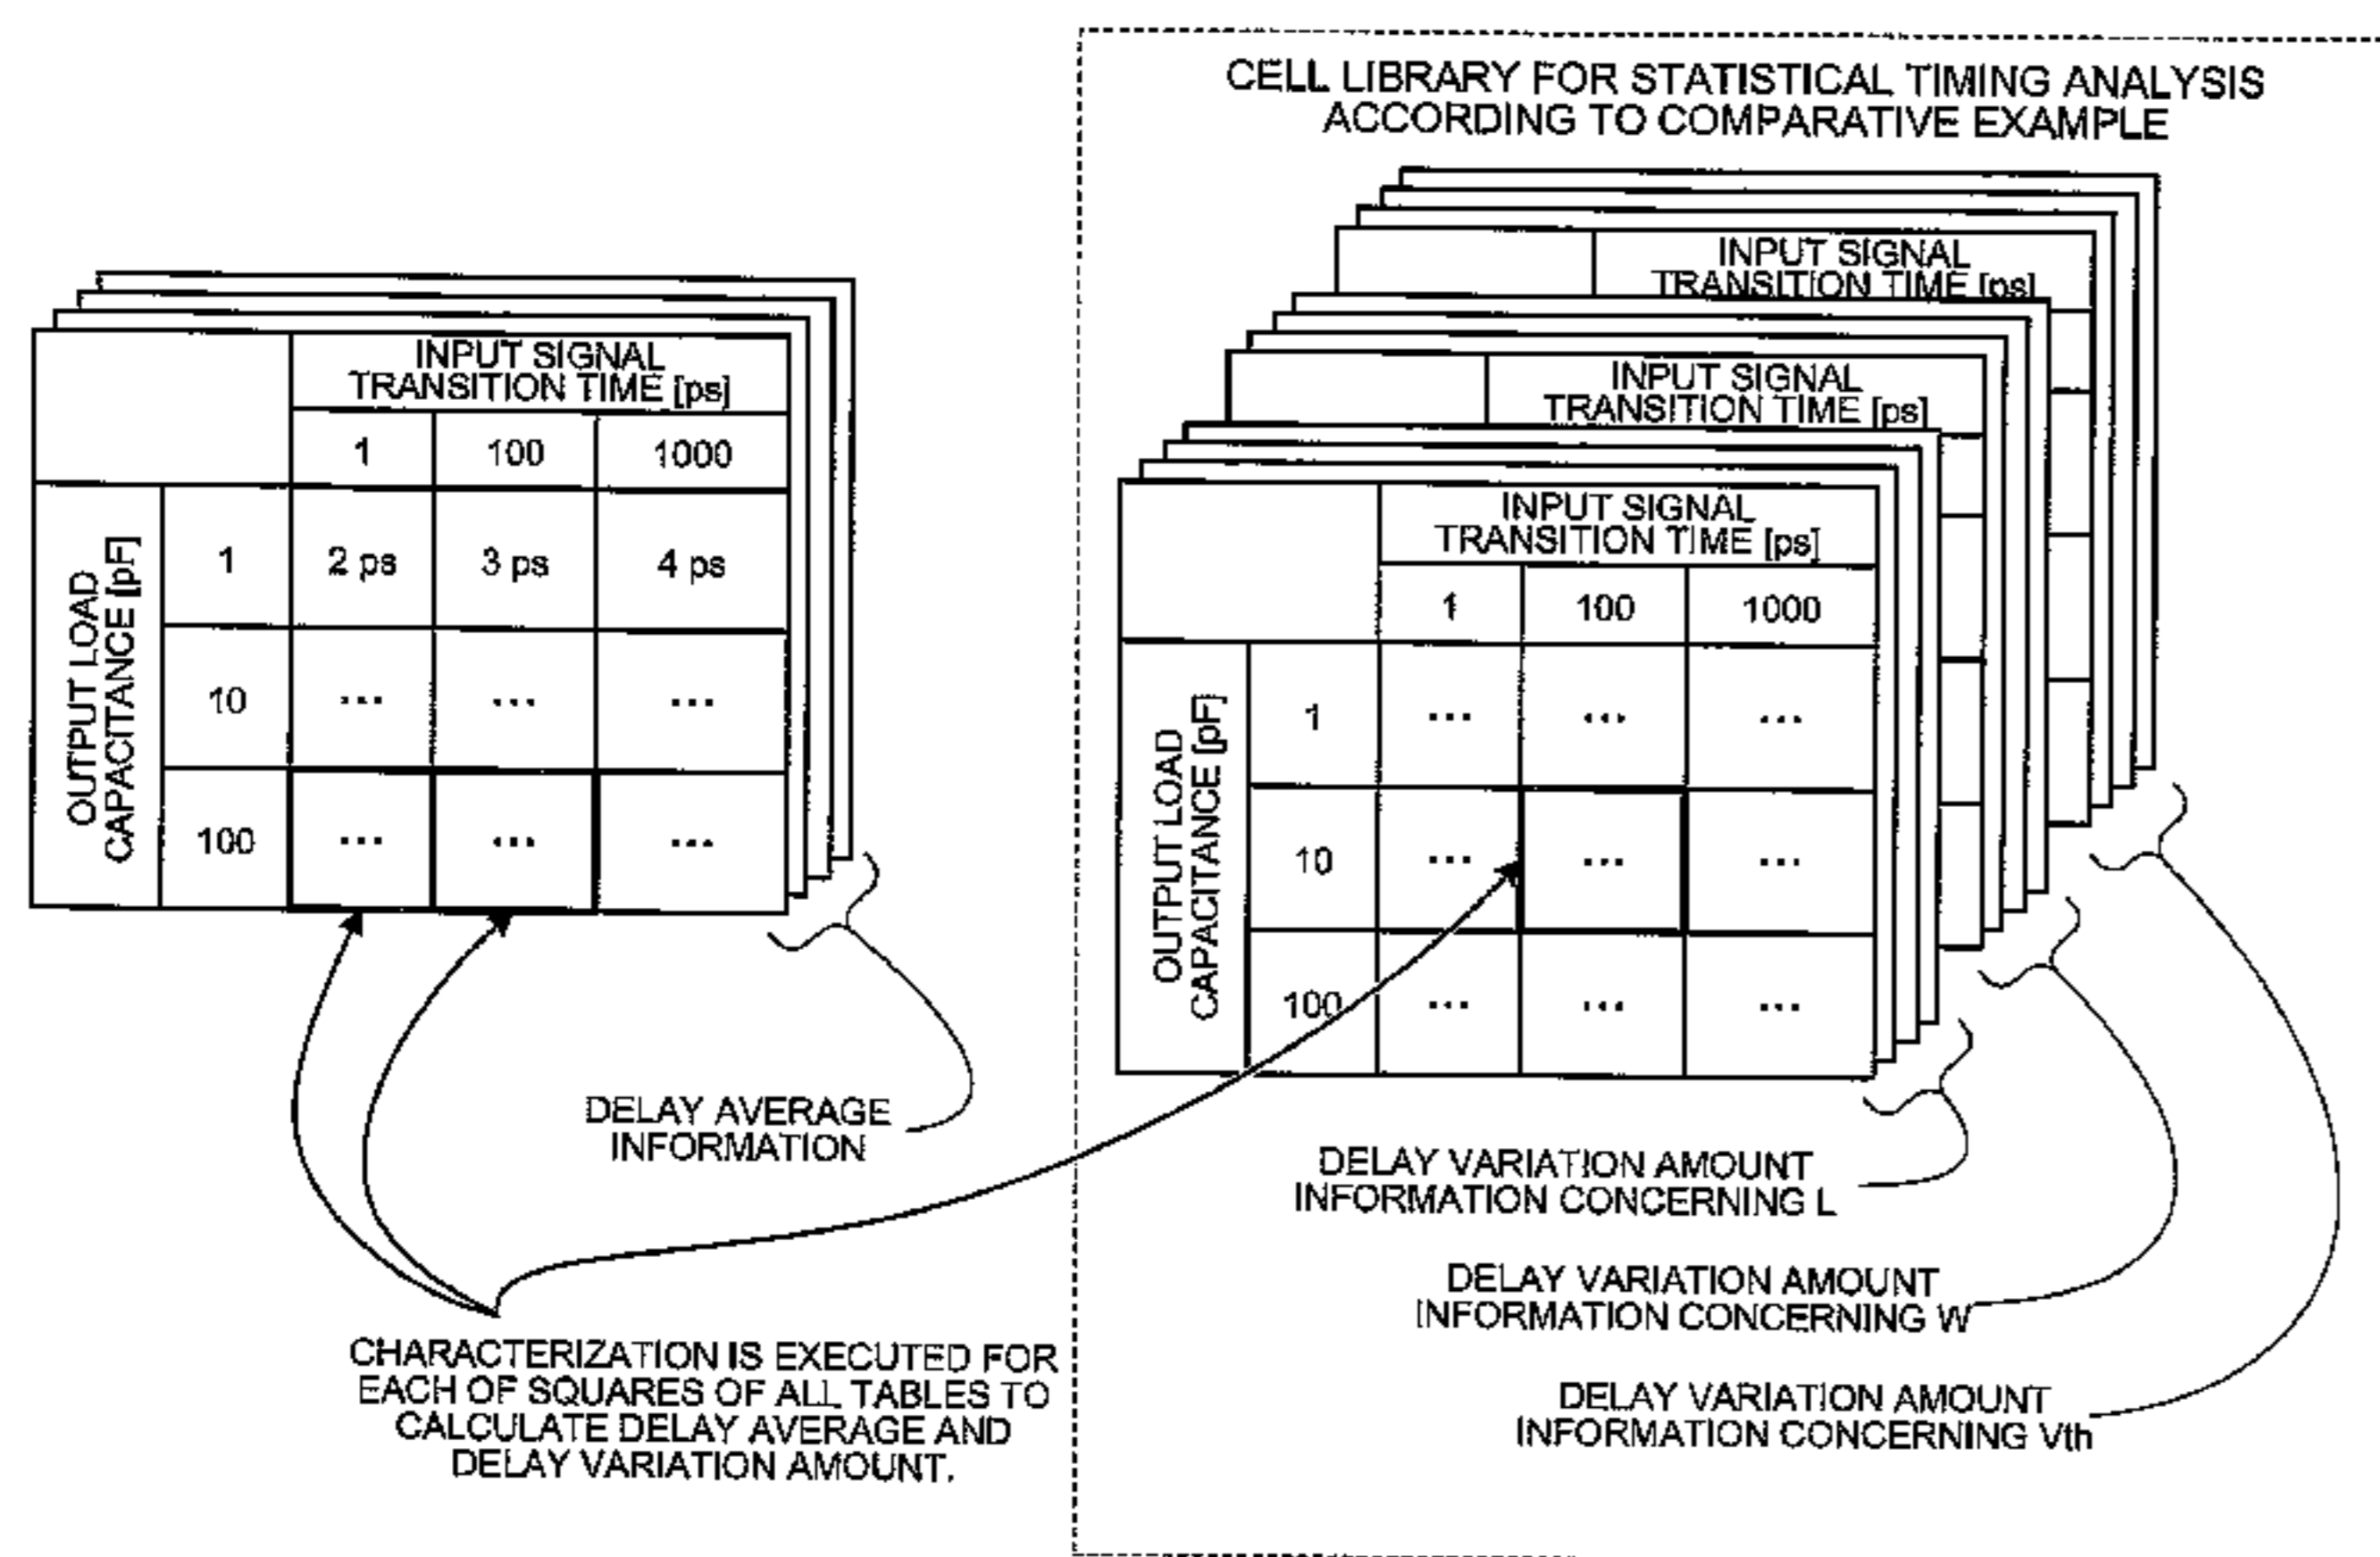 CELL LIBRARY FOR STATISTICAL TIMING ANALYSIS
ACCORDING TO COMPARATIVE EXAMPLE
INPUT SIGNAL
TRANSITION TIME [ps]
1 100 1000
OUTPUT LOAD
CAPACITANCE [pF]
1 2 ps 3 ps 4 ps
10 ... ... ...
100 ... ... ...
DELAY AVERAGE
INFORMATION
INPUT SIGNAL
TRANSITION TIME [ps]
INPUT SIGNAL
TRANSITION TIME [ps]
INPUT SIGNAL
TRANSITION TIME [ps]
1 100 1000
OUTPUT LOAD
CAPACITANCE [pF]
1 ... ... ...
10 ... ... ...
100 ... ... ...
DELAY VARIATION AMOUNT
INFORMATION CONCERNING L
DELAY VARIATION AMOUNT
INFORMATION CONCERNING W
DELAY VARIATION AMOUNT
INFORMATION CONCERNING Vth
CHARACTERIZATION IS EXECUTED FOR
EACH OF SQUARES OF ALL TABLES TO
CALCULATE DELAY AVERAGE AND
DELAY VARIATION AMOUNT.